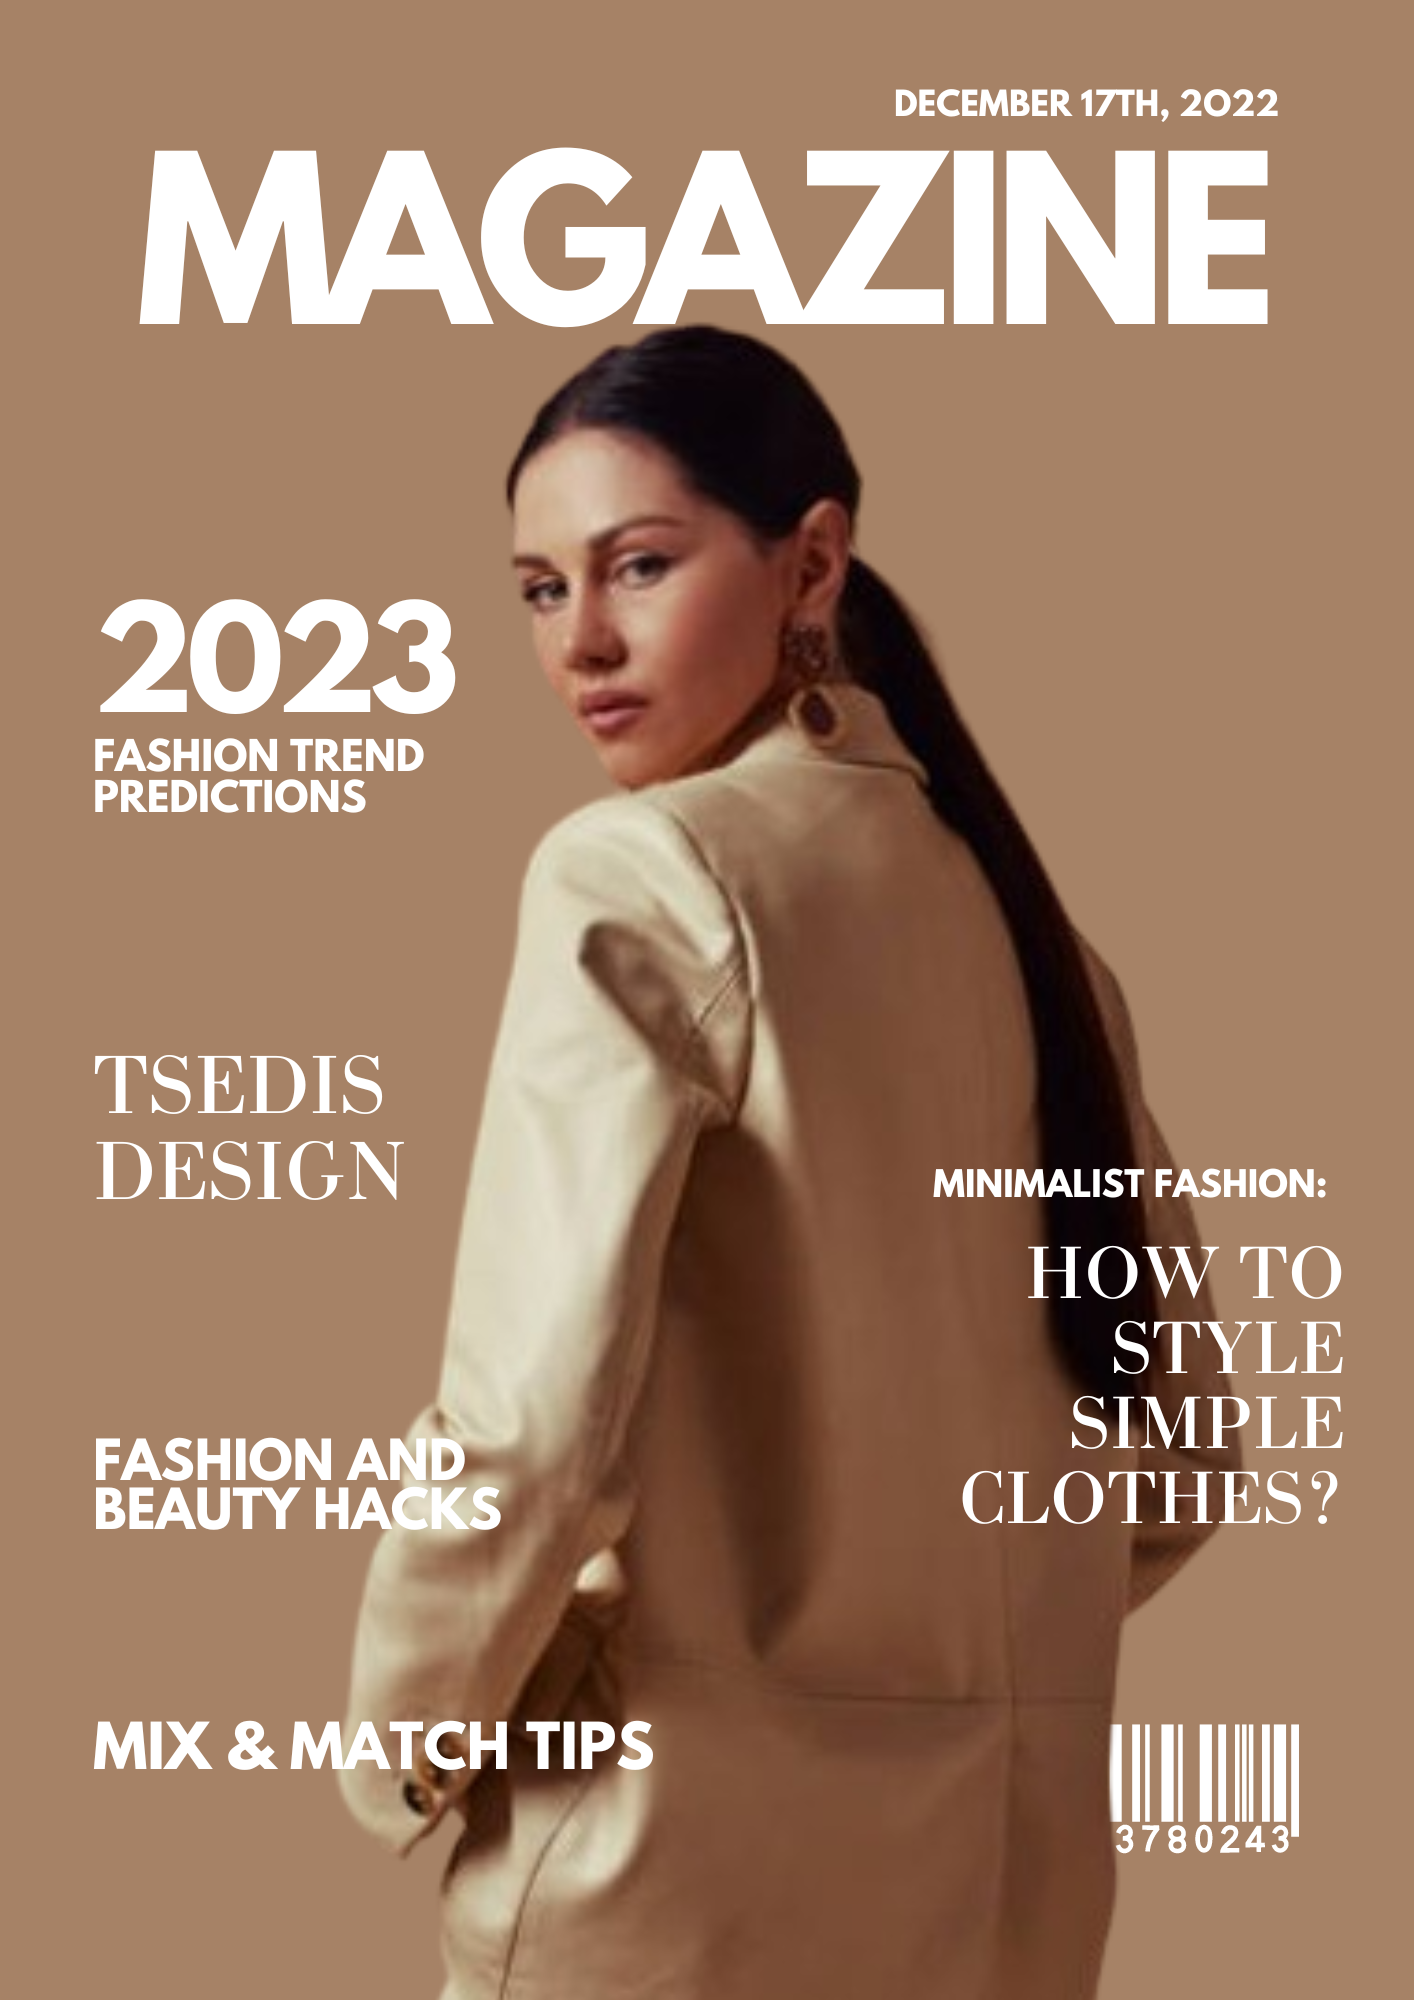 DECEMBER 17TH, 2022
MAGAZINE
2023
FASHION TREND
PREDICTIONS
TSEDIS
DESIGN
MINIMALIST FASHION:
HOW TO
STYLE
SIMPLE
CLOTHES?
FASHION AND
BEAUTY HACKS
MIX & MATCH TIPS
3780243